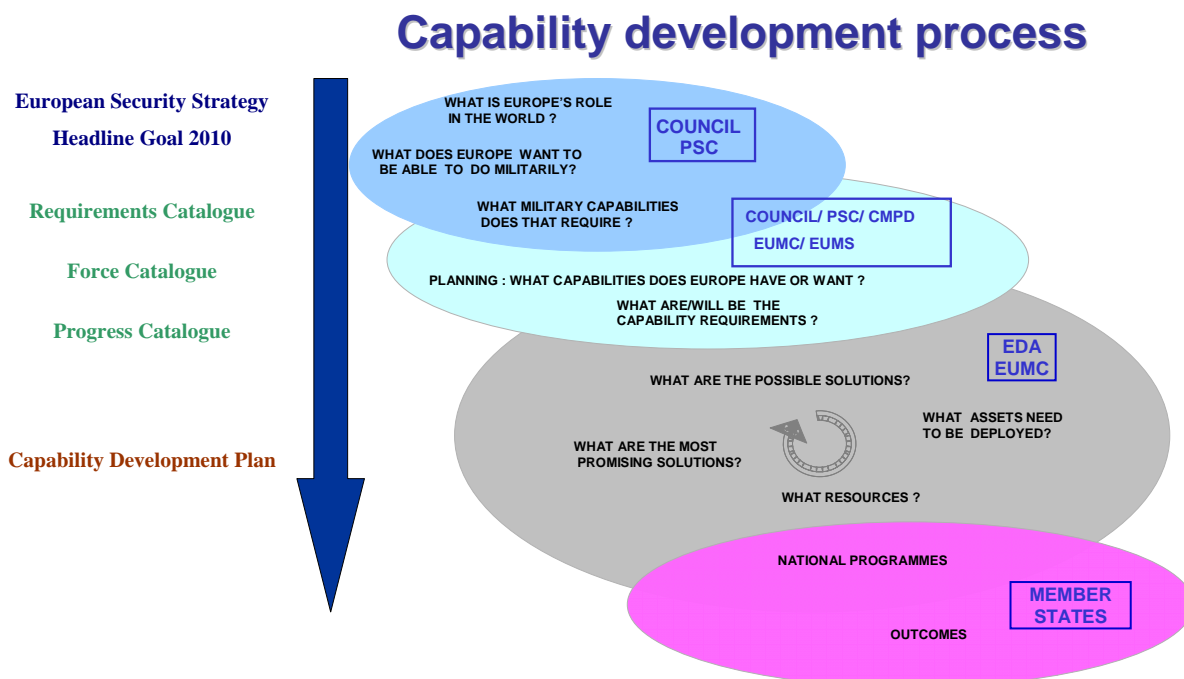 Capability development process
European Security Strategy
Headline Goal 2010
Requirements Catalogue
Force Catalogue
Progress Catalogue
Capability Development Plan
WHAT IS EUROPE'S ROLE
IN THE WORLD ?
COUNCIL
PSC
WHAT DOES EUROPE WANT TO
BE ABLE TO DO MILITARILY?
WHAT MILITARY CAPABILITIES
DOES THAT REQUIRE ?
COUNCIL/ PSC/ CMPD
EUMC/ EUMS
PLANNING : WHAT CAPABILITIES DOES EUROPE HAVE OR WANT ?
WHAT ARE/WILL BE THE
CAPABILITY REQUIREMENTS ?
EDA
EUMC
WHAT ARE THE POSSIBLE SOLUTIONS?
WHAT ASSETS NEED
TO BE DEPLOYED?
WHAT ARE THE MOST
PROMISING SOLUTIONS?
WHAT RESOURCES ?
NATIONAL PROGRAMMES
MEMBER
STATES
OUTCOMES